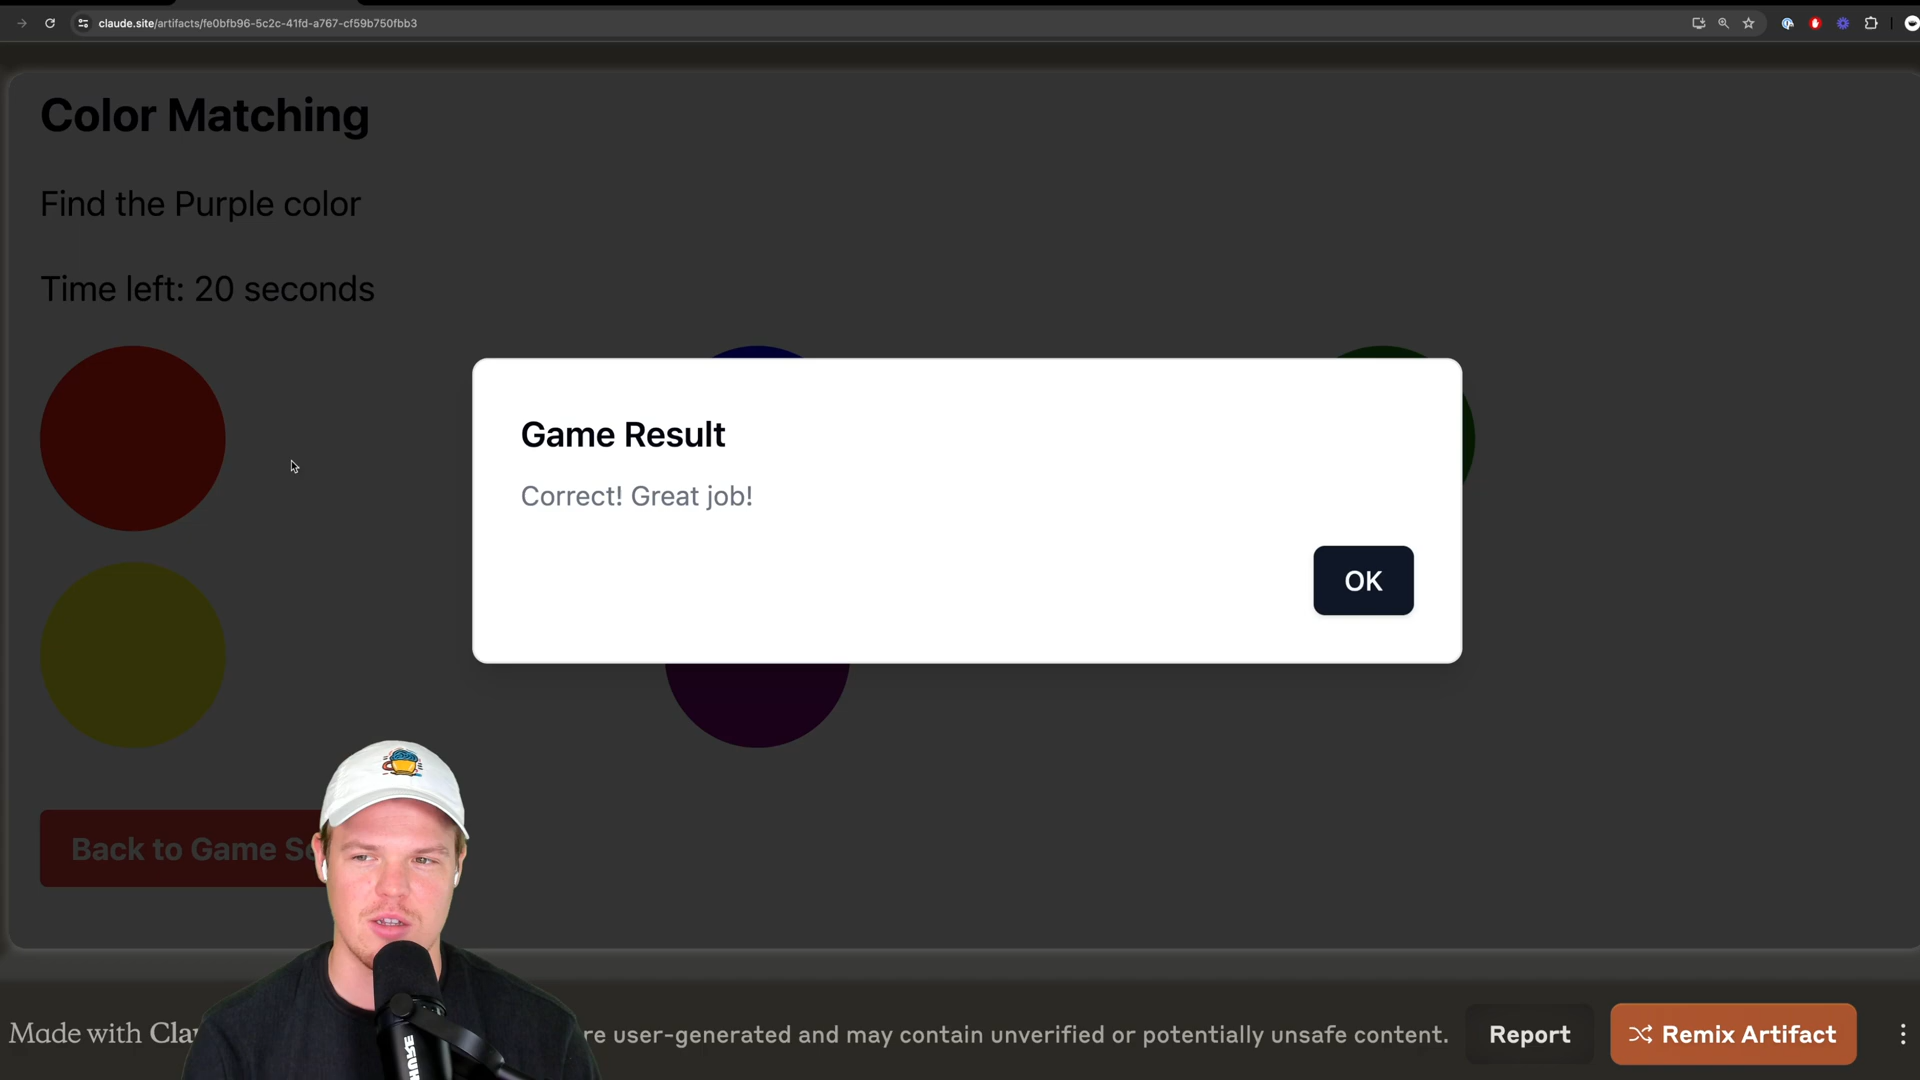 claude.site/artifacts/fe0bfb96-5c2c-41fd-a767-cf59b750fbb3
Color Matching
Find the Purple color
Time left: 20 seconds
Game Result
Correct! Great job!
OK
Back to Game Se
Made with Clau
re user-generated and may contain unverified or potentially unsafe content.
Report
Remix Artifact